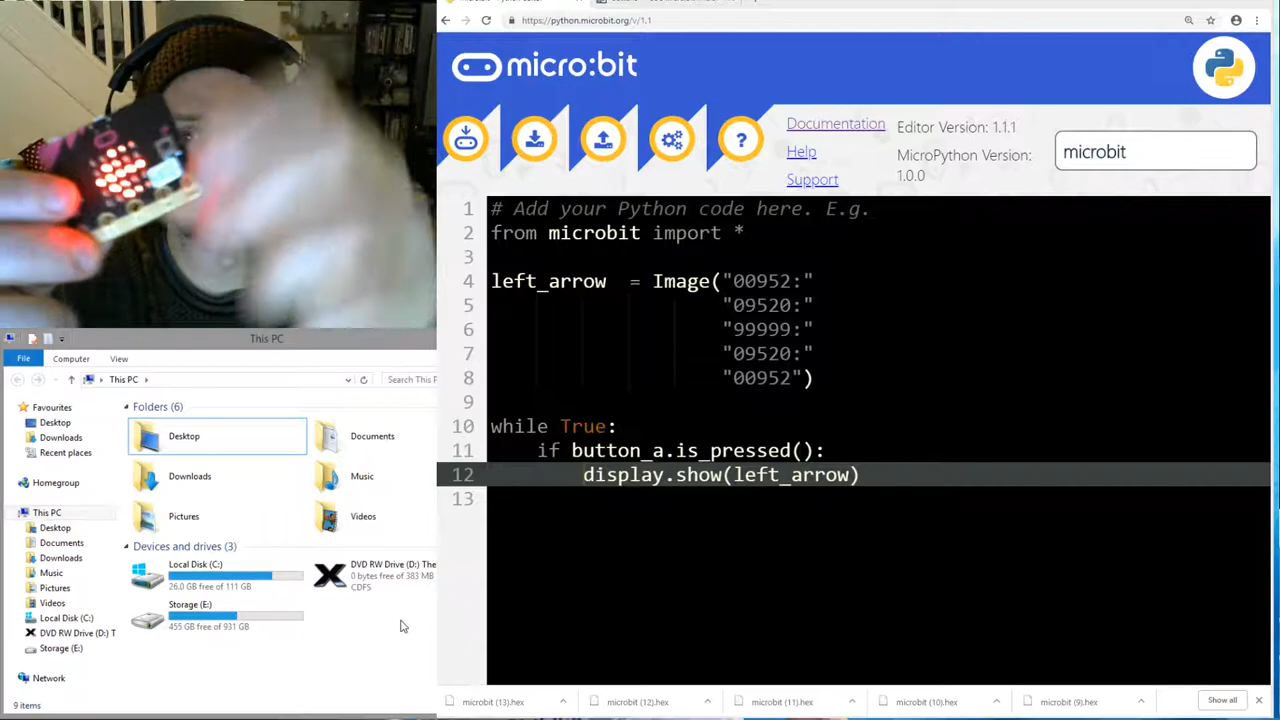 https://python.microbit.org/v/1.1
micro:bit
?
Documentation
Help
Support
Editor Version: 1.1.1
MicroPython Version:
1.0.0
microbit
1 # Add your Python code here. E.g.
2 from microbit import *
3
4 left_arrow = Image("00952:"
5 "09520:"
6 "99999:"
7 "09520:"
8 "00952")
9
10 while True:
11 if button_a.is_pressed():
12 display.show(left_arrow)
13
This PC
File Computer View
This PC
Search This P
Favourites
Desktop
Downloads
Recent places
Homegroup
This PC
Desktop
Documents
Downloads
Music
Pictures
Videos
Local Disk (C:)
DVD RW Drive (D:) T
Storage (E:)
Network
Folders (6)
Desktop
Documents
Downloads
Music
Pictures
Videos
Devices and drives (3)
Local Disk (C:)
26.0 GB free of 111 GB
DVD RW Drive (D:) The
0 bytes free of 383 MB
CDFS
Storage (E:)
455 GB free of 931 GB
9 items
microbit (13).hex
microbit (12).hex
microbit (11).hex
microbit (10).hex
microbit (9).hex
Show all